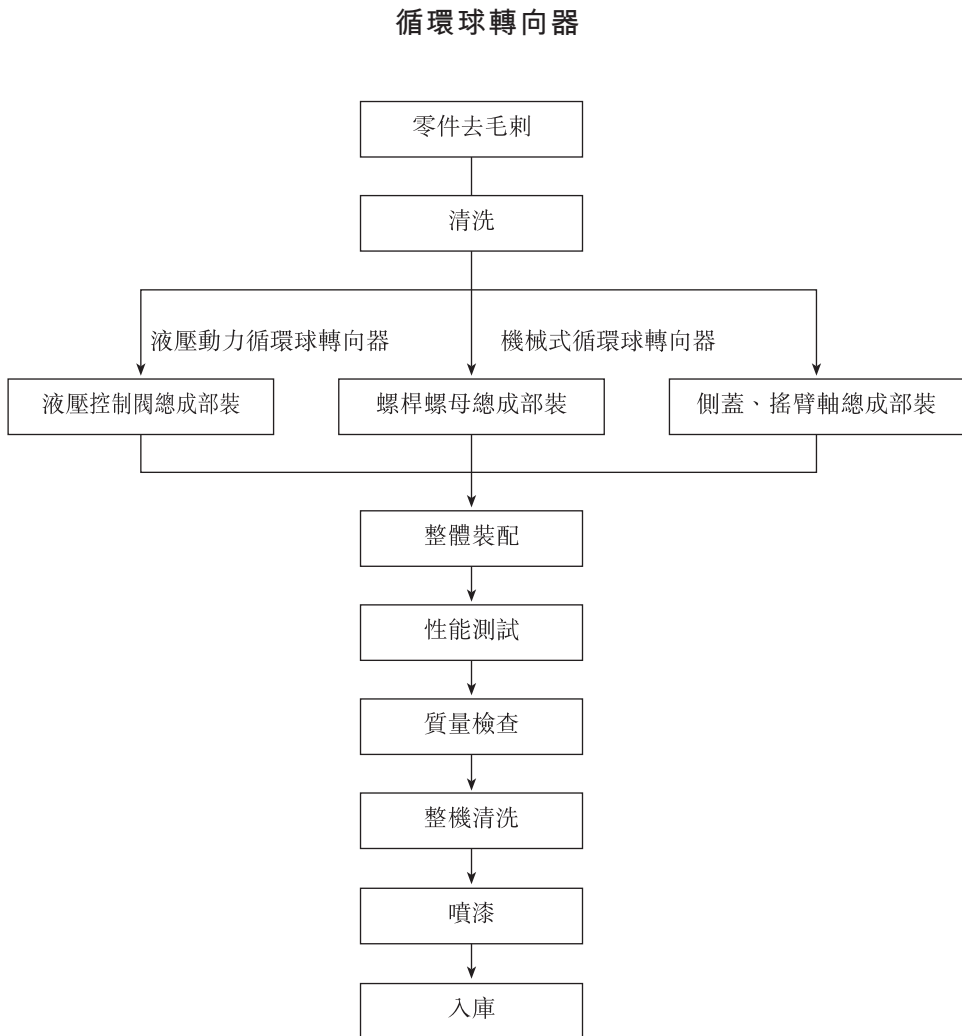 循環球轉向器
零件去毛刺
清洗
液壓動力循環球轉向器
機械式循環球轉向器
液壓控制閥總成部裝
螺桿螺母總成部裝
側蓋、搖臂軸總成部裝
整體裝配
性能測試
質量檢查
整機清洗
噴漆
入庫